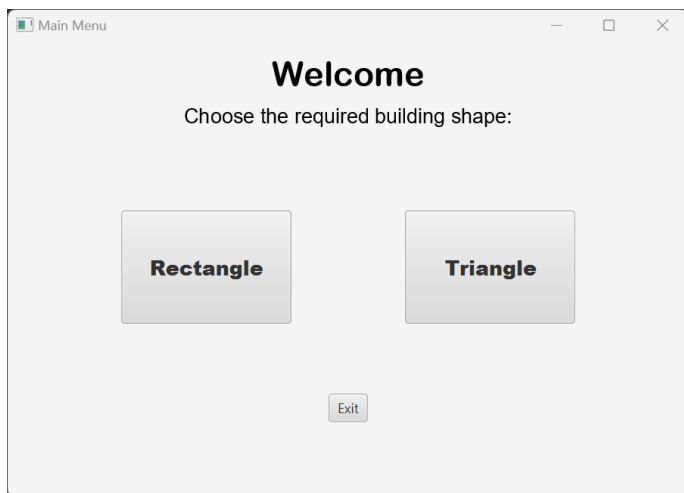 Main Menu
Welcome
Choose the required building shape:
Rectangle
Triangle
Exit